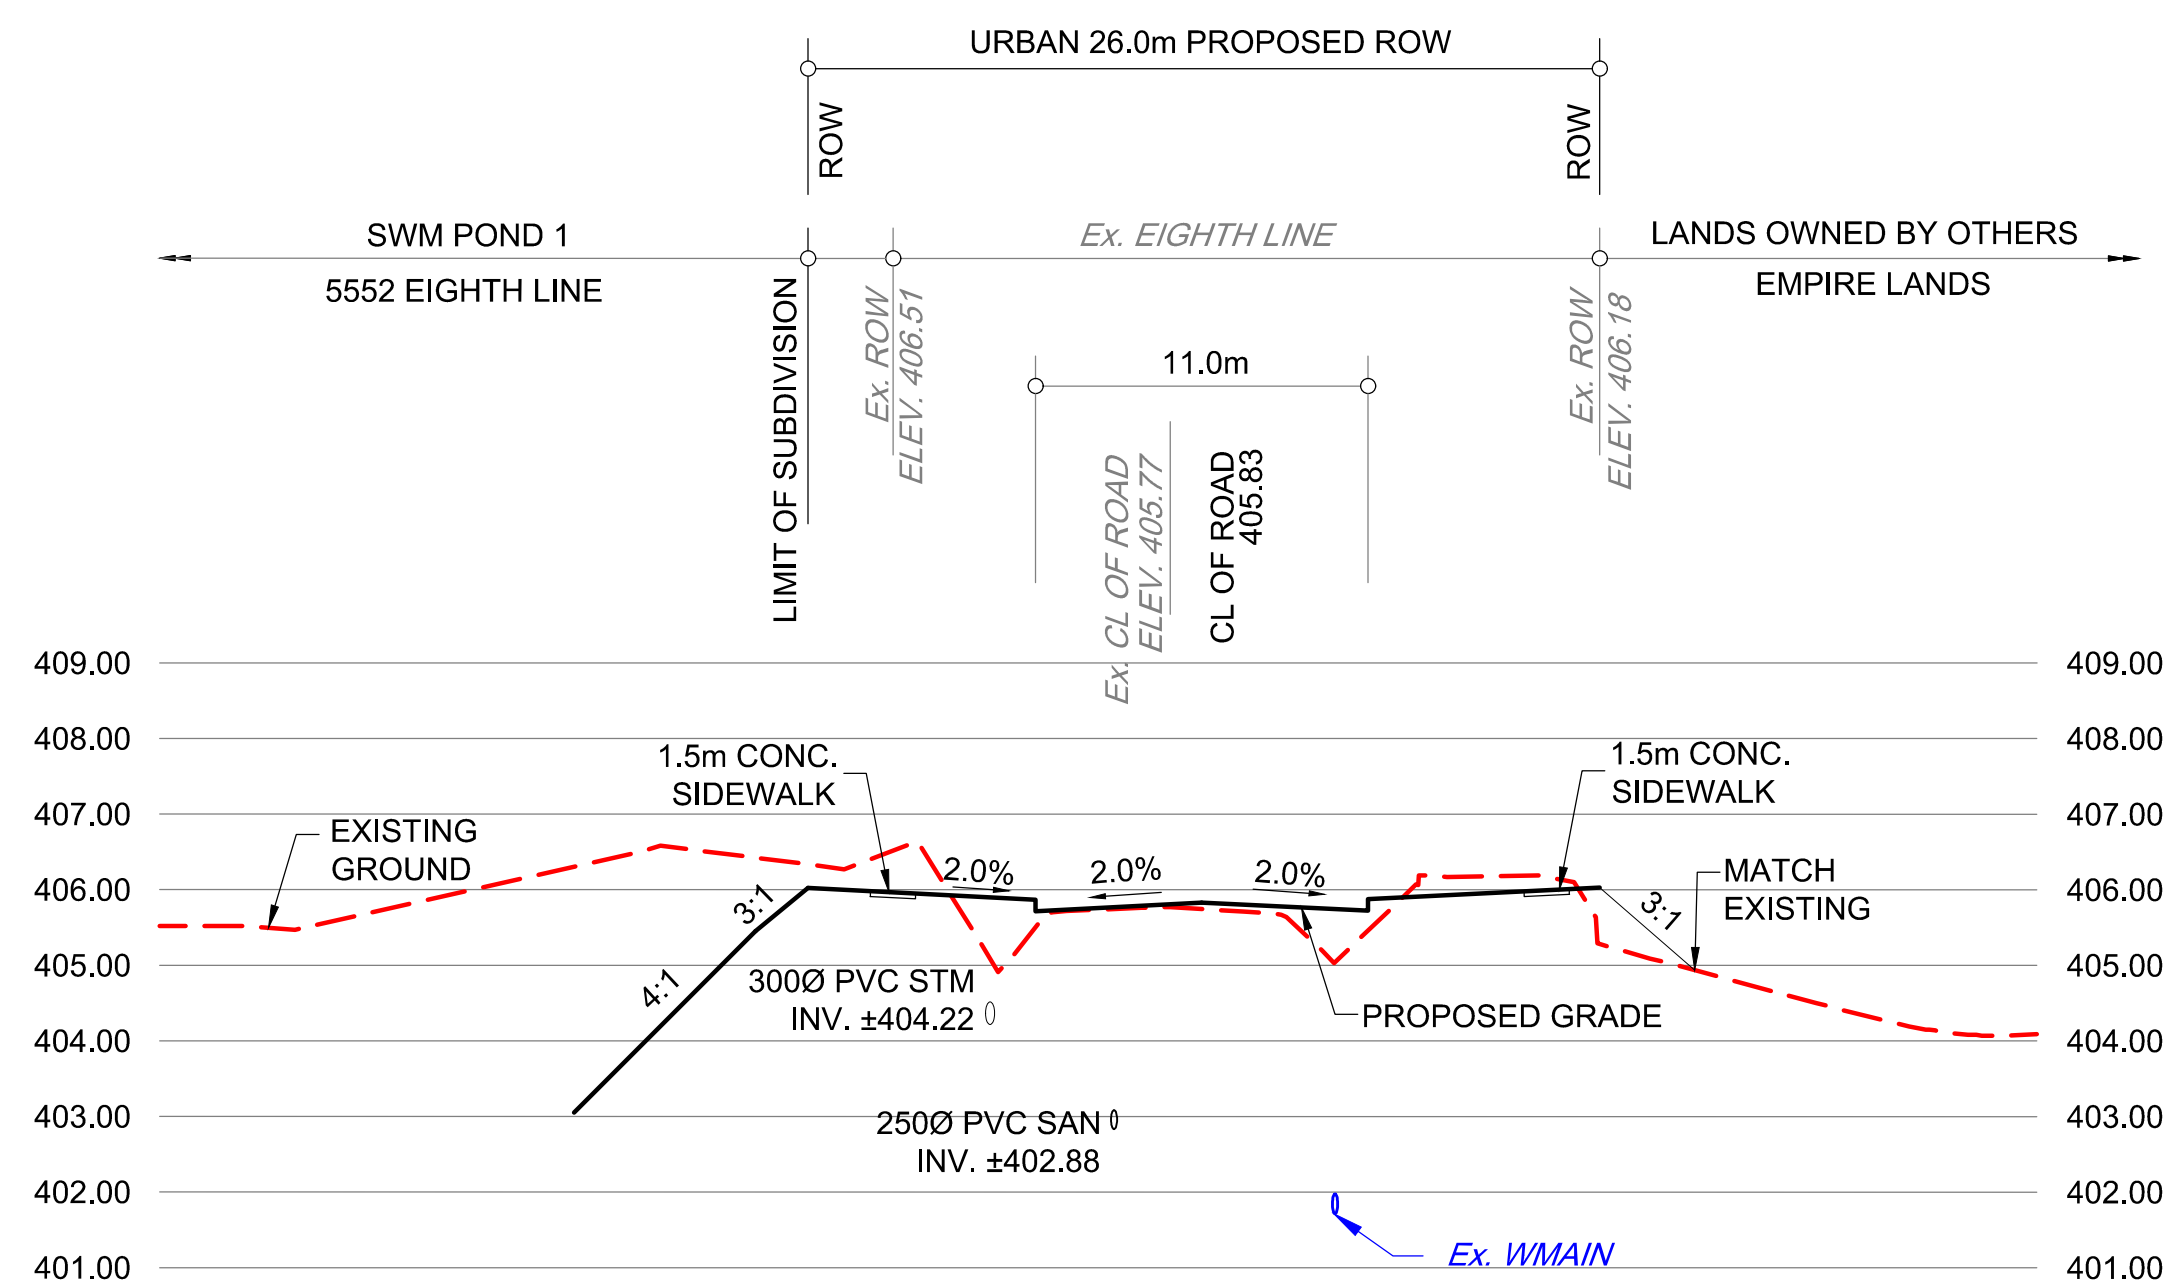 URBAN 26.0m PROPOSED ROW
ROW
ROW
SWM POND 1
5552 EIGHTH LINE
Ex. EIGHTH LINE
LANDS OWNED BY OTHERS
EMPIRE LANDS
LIMIT OF SUBDIVISION
Ex. ROW
ELEV. 406.51
11.0m
Ex. CL OF ROAD
ELEV. 405.77
CL OF ROAD
405.83
Ex. ROW
ELEV. 406.18
409.00
409.00
408.00
408.00
1.5m CONC.
SIDEWALK
1.5m CONC.
SIDEWALK
407.00
407.00
EXISTING
GROUND
2.0%
2.0%
2.0%
MATCH
EXISTING
406.00
406.00
3:1
3:1
405.00
405.00
4:1
300Ø PVC STM
INV. ±404.22
PROPOSED GRADE
404.00
404.00
403.00
403.00
250Ø PVC SAN
INV. ±402.88
402.00
402.00
Ex. WMAIN
401.00
401.00